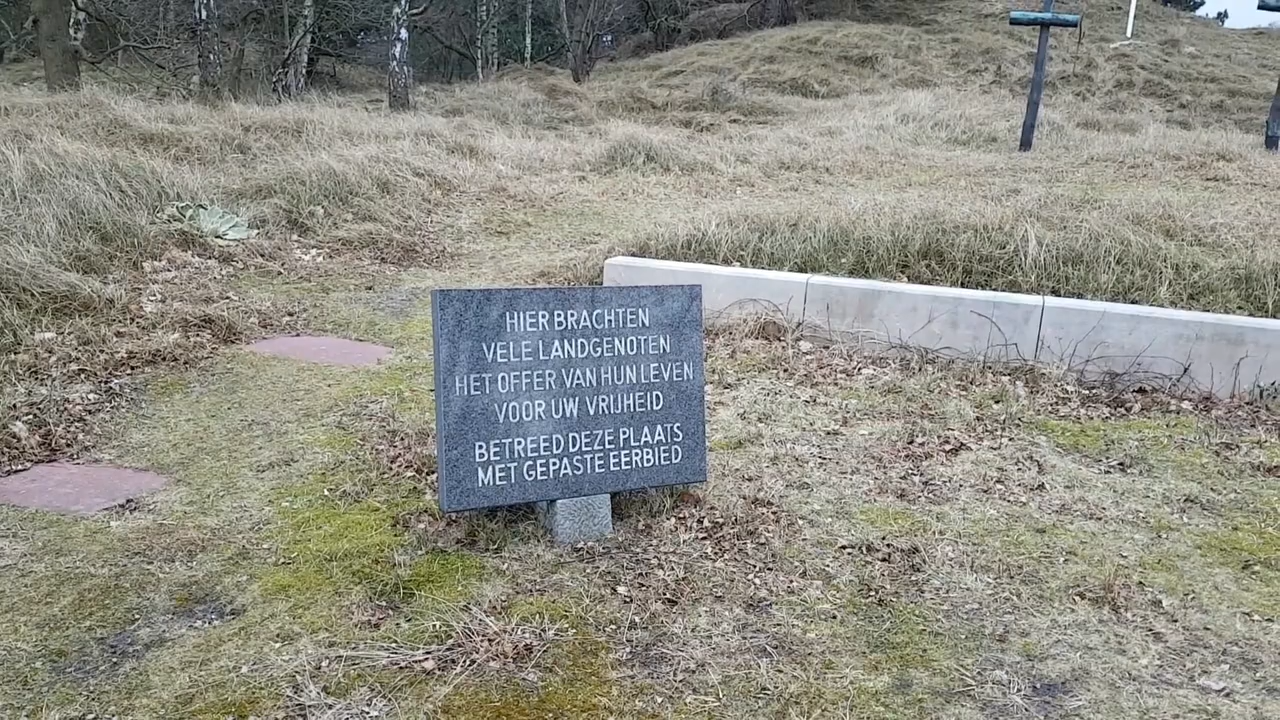 HIER BRACHTEN
VELE LANDGENOTEN
HET OFFER VAN HUN LEVEN
VOOR UW VRIJHEID
BETREED DEZE PLAATS
MET GEPASTE EERBIED